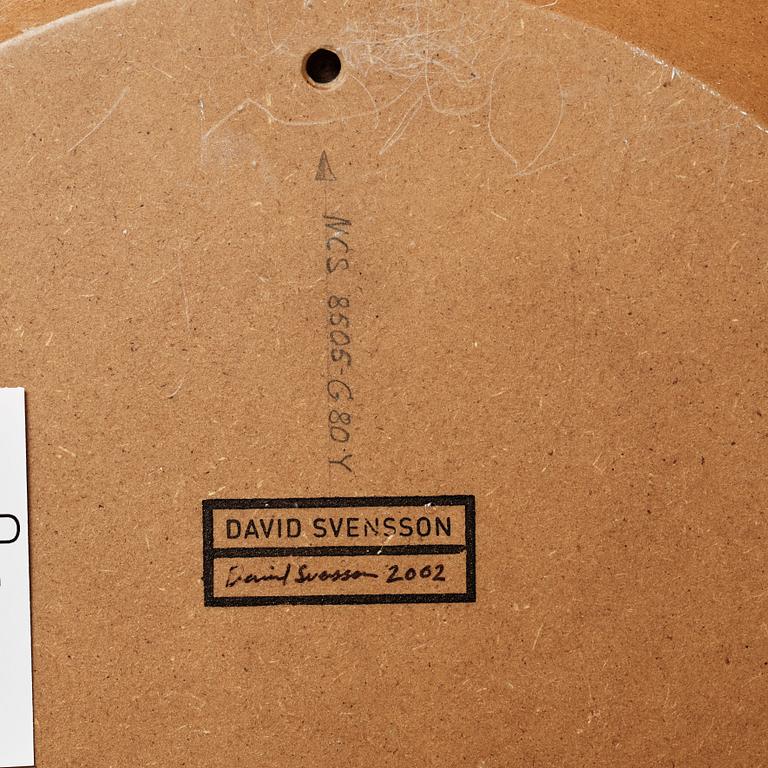 NCS 8505-G80Y
DAVID SVENSSON
David Svensson 2002
D